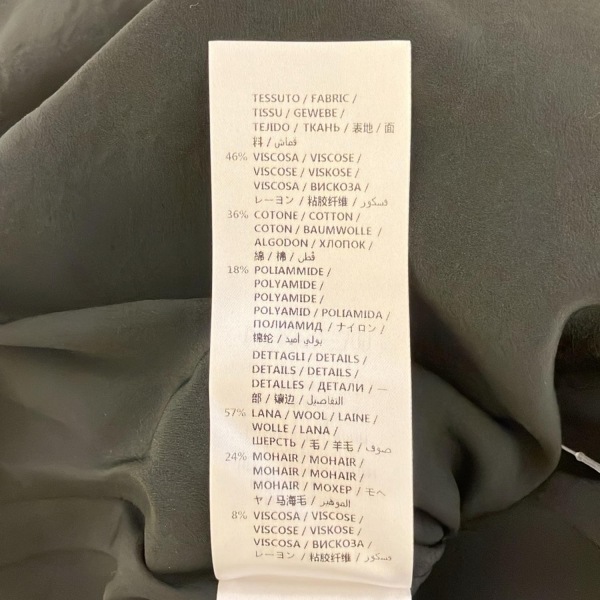 TESSUTO / FABRIC /
TISSU / GEWEBE /
TEJIDO / ТКАНЬ / 表地 / 面
料 / قماش
46% VISCOSA / VISCOSE /
VISCOSE / VISKOSE /
VISCOSA / ВИСКОЗА /
レーヨン / 粘胶纤维 / فسكوز
36% COTONE / COTTON /
COTON / BAUMWOLLE /
ALGODON / ХЛОПОК /
綿 / 棉 / قطن
18% POLIAMMIDE /
POLYAMIDE /
POLYAMIDE /
POLYAMID / POLIAMIDA /
ПОЛИАМИД / ナイロン /
锦纶 / بولي أميد
DETTAGLI / DETAILS /
DETAILS / DETAILS /
DETALLES / ДЕТАЛИ / 一
部 / 镶边 / التفاصيل
57% LANA / WOOL / LAINE /
WOLLE / LANA /
ШЕРСТЬ / 毛 / 羊毛 / صوف
24% MOHAIR / MOHAIR /
MOHAIR / MOHAIR /
MOHAIR / МОХЕР / モヘ
ヤ / 马海毛 / الموهير
8% VISCOSA / VISCOSE /
VISCOSE / VISKOSE /
VISCOSA / ВИСКОЗА /
レーヨン / 粘胶纤维 / فسكوز